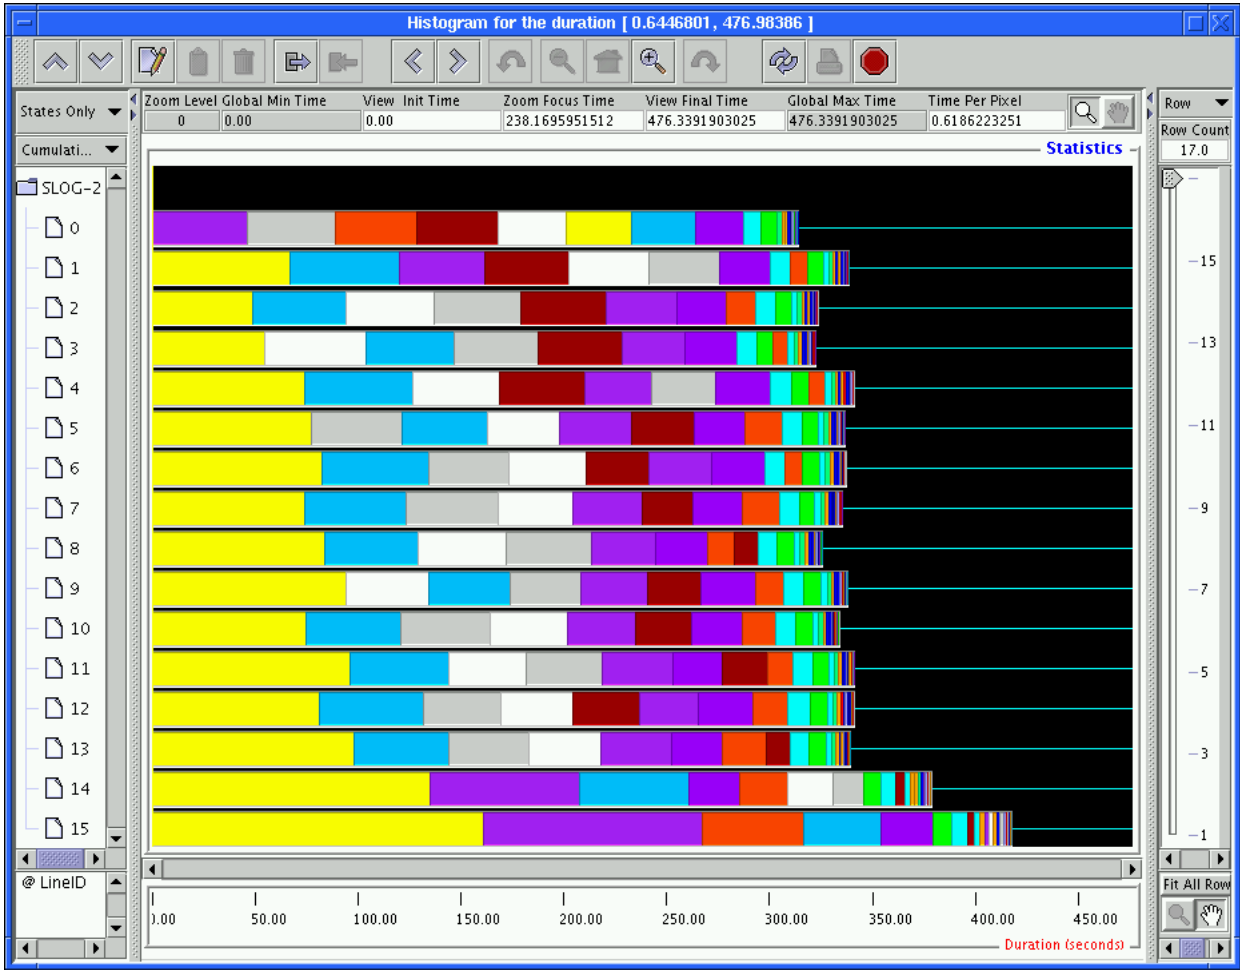 Histogram for the duration [ 0.6446801, 476.98386 ]
States Only
Cumulati...
Zoom Level Global Min Time View Init Time Zoom Focus Time View Final Time Global Max Time Time Per Pixel
0 0.00 0.00 238.1695951512 476.3391903025 476.3391903025 0.6186223251
Row
Row Count
17.0
Statistics
SLOG-2
0
1
2
3
4
5
6
7
8
9
10
11
12
13
14
15
15
13
11
9
7
5
3
1
@ LineID
Fit All Row
).00 50.00 100.00 150.00 200.00 250.00 300.00 350.00 400.00 450.00
Duration (seconds)